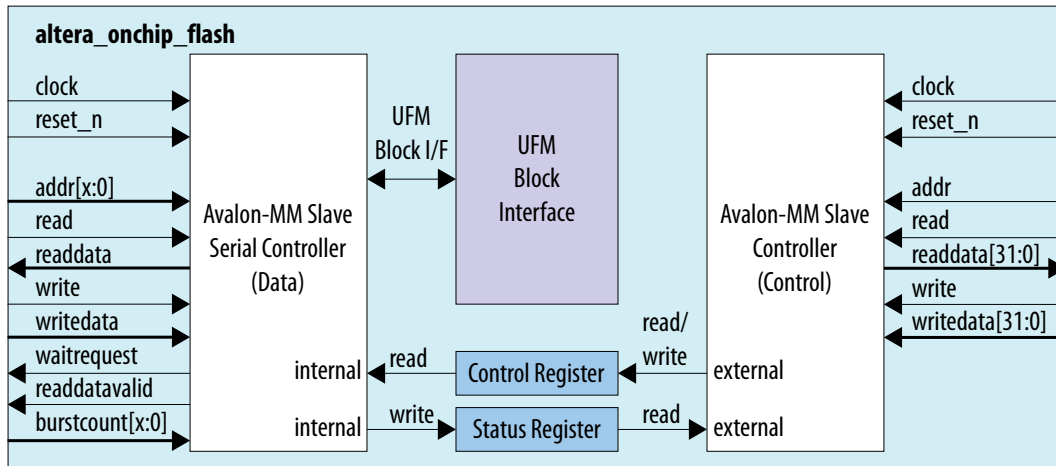 altera_onchip_flash
clock
reset_n
addr[x:0]
read
readdata
write
writedata
waitrequest
readdatavalid
burstcount[x:0]
Avalon-MM Slave
Serial Controller
(Data)
internal
internal
UFM
Block I/F
UFM
Block
Interface
read
Control Register
read/
write
write
Status Register
read
Avalon-MM Slave
Controller
(Control)
external
external
clock
reset_n
addr
read
readdata[31:0]
write
writedata[31:0]